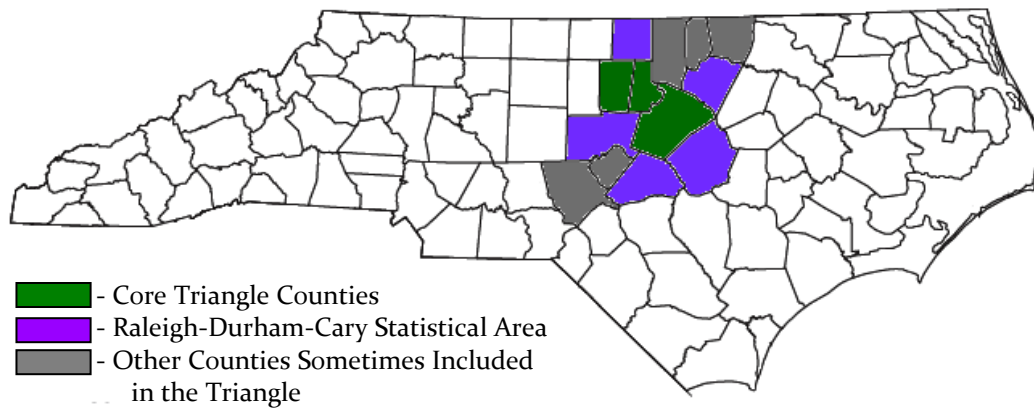 - Core Triangle Counties
- Raleigh-Durham-Cary Statistical Area
- Other Counties Sometimes Included
in the Triangle